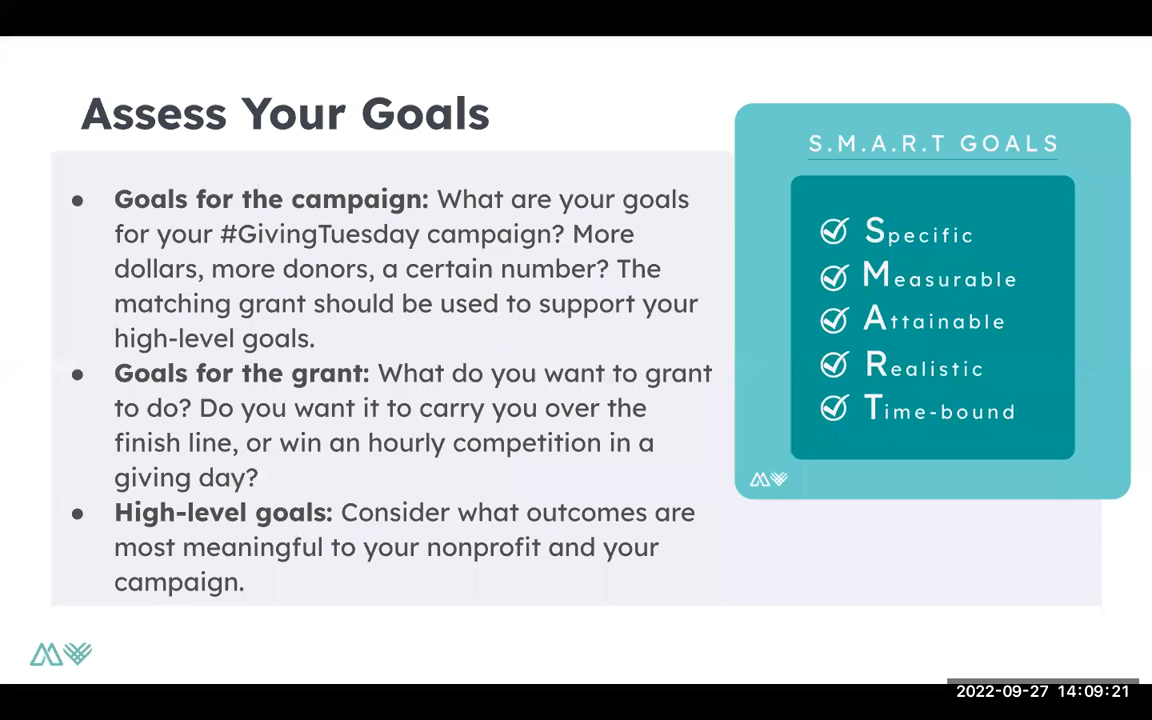 Assess Your Goals
● Goals for the campaign: What are your goals
for your #GivingTuesday campaign? More
dollars, more donors, a certain number? The
matching grant should be used to support your
high-level goals.
● Goals for the grant: What do you want to grant
to do? Do you want it to carry you over the
finish line, or win an hourly competition in a
giving day?
● High-level goals: Consider what outcomes are
most meaningful to your nonprofit and your
campaign.
S.M.A.R.T GOALS
Specific
Measurable
Attainable
Realistic
Time-bound
2022-09-27 14:09:21